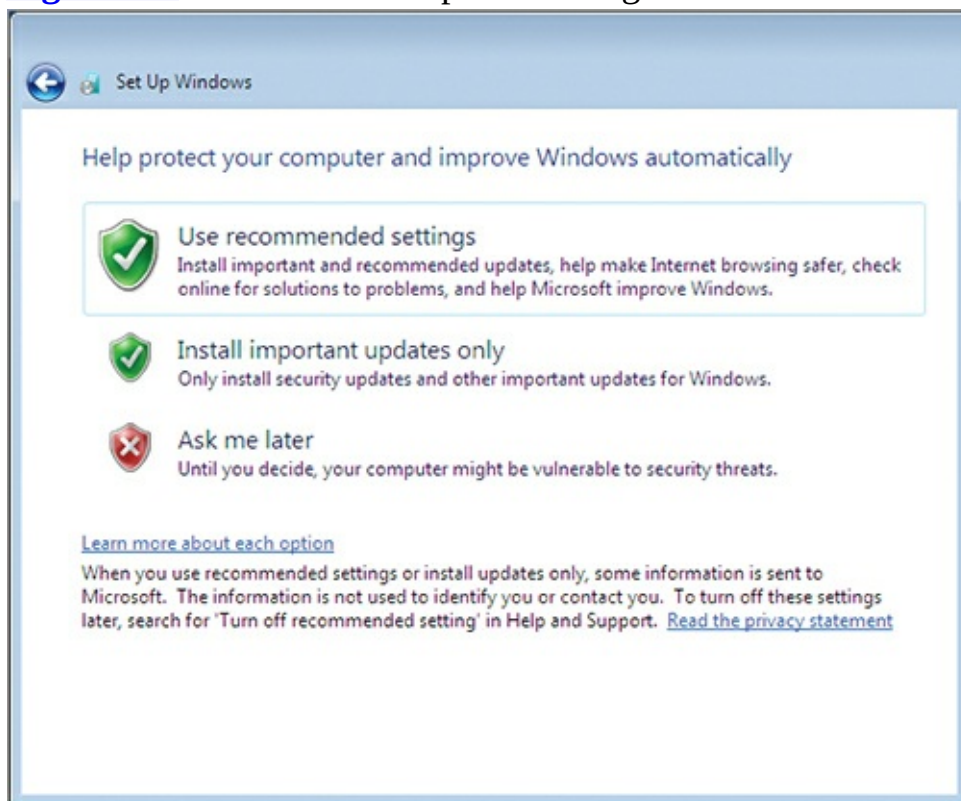 Set Up Windows
Help protect your computer and improve Windows automatically
Use recommended settings
Install important and recommended updates, help make Internet browsing safer, check
online for solutions to problems, and help Microsoft improve Windows.
Install important updates only
Only install security updates and other important updates for Windows.
Ask me later
Until you decide, your computer might be vulnerable to security threats.
Learn more about each option
When you use recommended settings or install updates only, some information is sent to
Microsoft. The information is not used to identify you or contact you. To turn off these settings
later, search for 'Turn off recommended setting' in Help and Support. Read the privacy statement